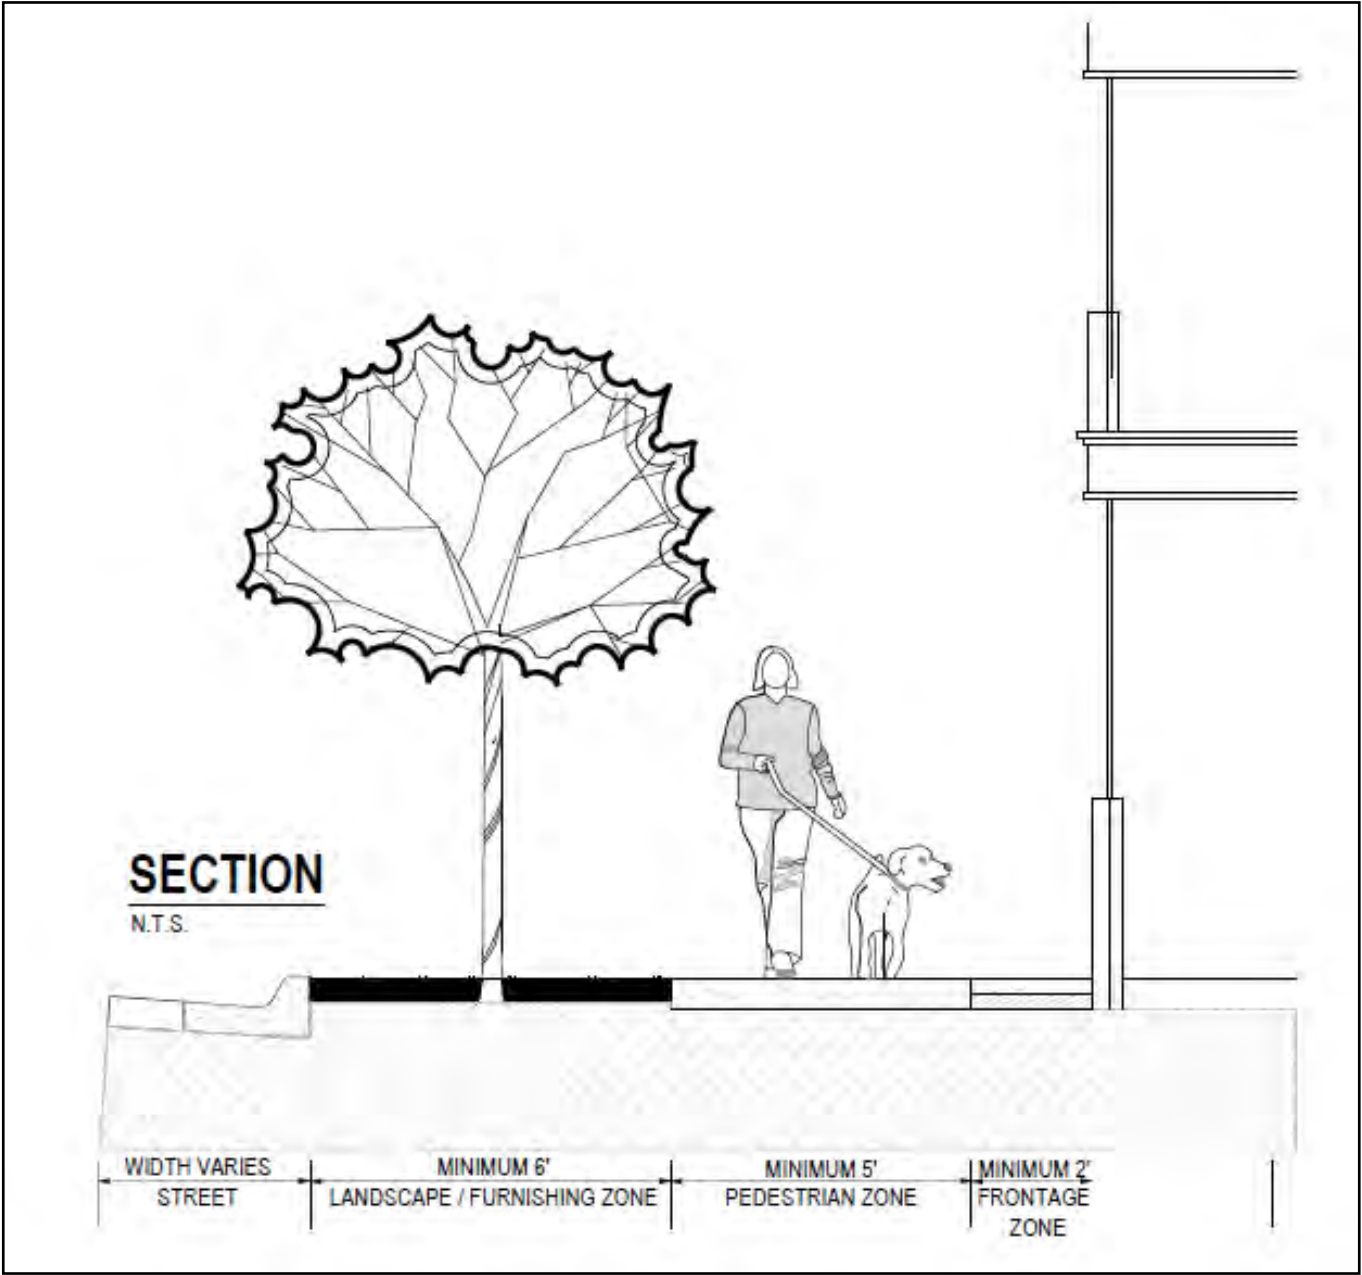 SECTION
N.T.S.
WIDTH VARIES
STREET
MINIMUM 6'
LANDSCAPE / FURNISHING ZONE
MINIMUM 5'
PEDESTRIAN ZONE
MINIMUM 2'
FRONTAGE
ZONE